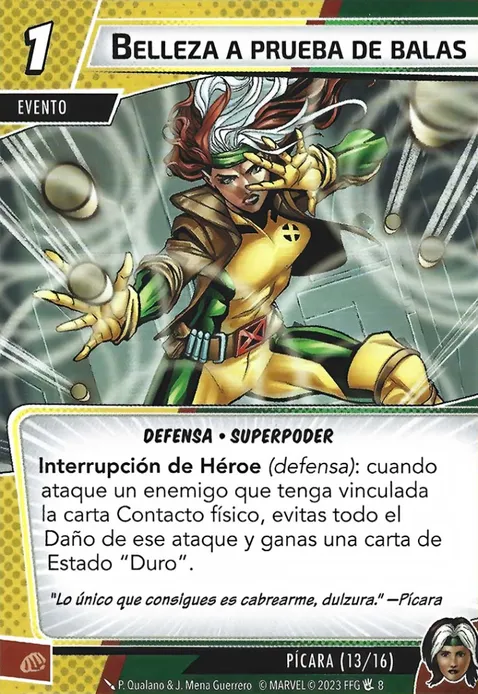 1
BELLEZA A PRUEBA DE BALAS
EVENTO
DEFENSA • SUPERPODER
Interrupción de Héroe (defensa): cuando
ataque un enemigo que tenga vinculada
la carta Contacto físico, evitas todo el
Daño de ese ataque y ganas una carta de
Estado “Duro”.
"Lo único que consigues es cabrearme, dulzura." —Pícara
PÍCARA (13/16)
P. Qualano & J. Mena Guerrero © MARVEL © 2023 FFG 8